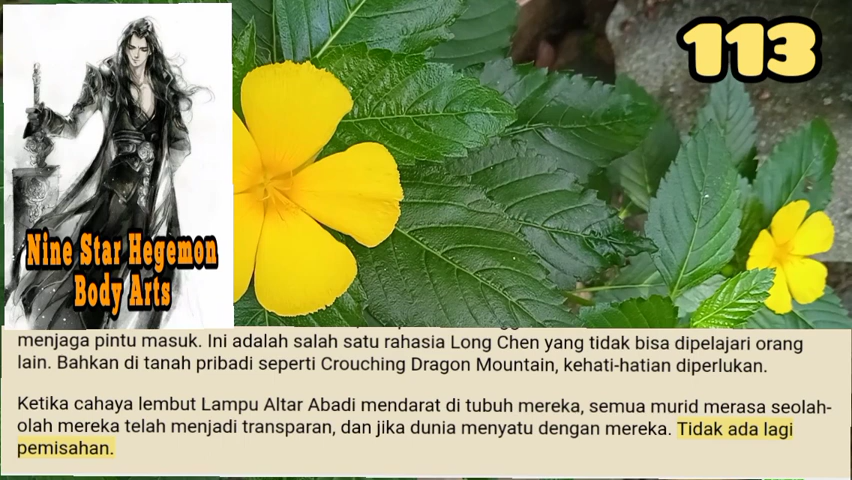 113
Nine Star Hegemon
Body Arts
menjaga pintu masuk. Ini adalah salah satu rahasia Long Chen yang tidak bisa dipelajari orang
lain. Bahkan di tanah pribadi seperti Crouching Dragon Mountain, kehati-hatian diperlukan.
Ketika cahaya lembut Lampu Altar Abadi mendarat di tubuh mereka, semua murid merasa seolah-
olah mereka telah menjadi transparan, dan jika dunia menyatu dengan mereka. Tidak ada lagi
pemisahan.